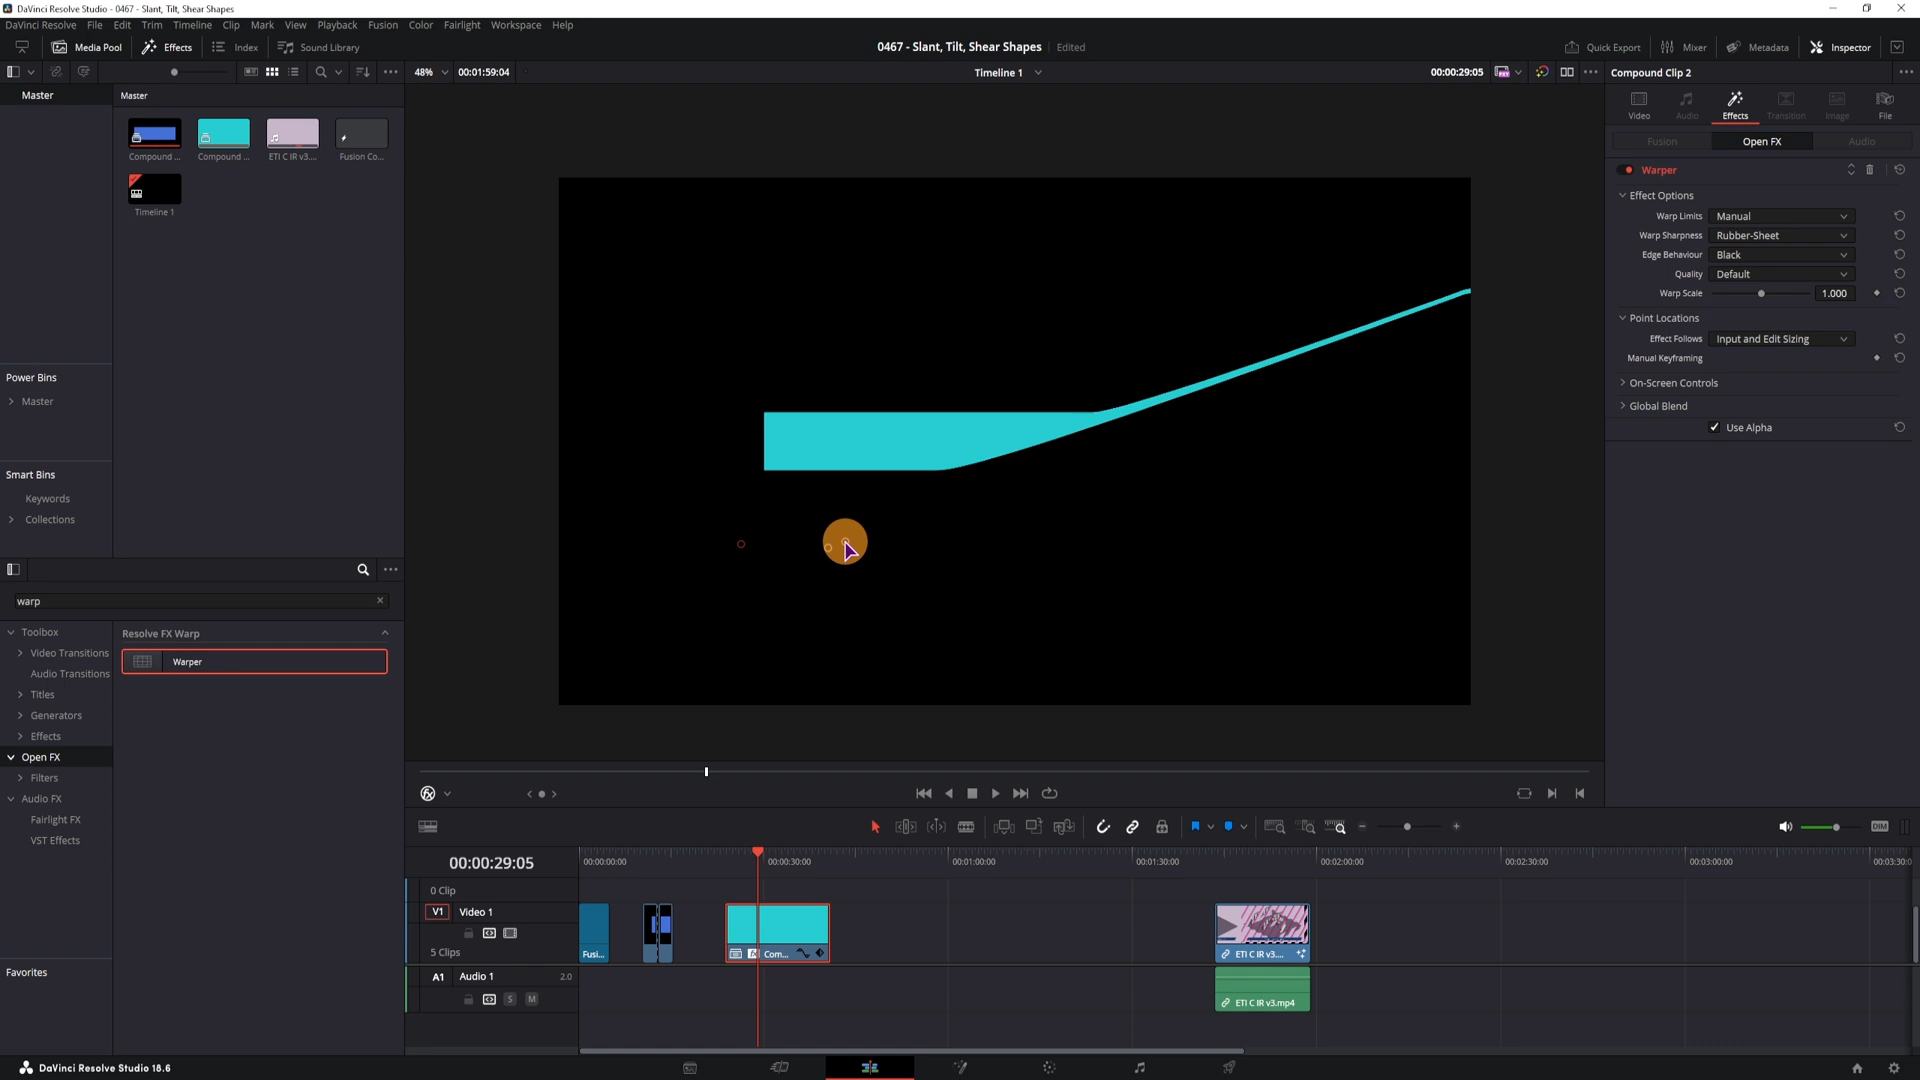 DaVinci Resolve Studio - 0467 - Slant, Tilt, Shear Shapes
DaVinci Resolve File Edit Trim Timeline Clip Mark View Playback Fusion Color Fairlight Workspace Help
Media Pool Effects Index Sound Library 0467 - Slant, Tilt, Shear Shapes Edited Quick Export Mixer Metadata Inspector
48% 00:01:59:04 Timeline 1 00:00:29:05 Compound Clip 2
Master Master
Video Audio Effects Transition Image File
Fusion Open FX Audio
Compound ... Compound ... ETI C IR v3.... Fusion Co...
Timeline 1
Warper
Effect Options
Warp Limits Manual
Warp Sharpness Rubber-Sheet
Edge Behaviour Black
Quality Default
Warp Scale 1.000
Point Locations
Effect Follows Input and Edit Sizing
Manual Keyframing
On-Screen Controls
Global Blend
Use Alpha
Power Bins
Master
Smart Bins
Keywords
Collections
warp
Toolbox
Video Transitions
Audio Transitions
Titles
Generators
Effects
Open FX
Filters
Audio FX
Fairlight FX
VST Effects
Favorites
Resolve FX Warp
Warper
DIM
00:00:29:05 00:00:00:00 00:00:30:00 00:01:00:00 00:01:30:00 00:02:00:00 00:02:30:00 00:03:00:00 00:03:30:0
0 Clip
V1 Video 1
5 Clips
Fusi... Com... ETI C IR v3....
A1 Audio 1 2.0
S M
ETI C IR v3.mp4
DaVinci Resolve Studio 18.6